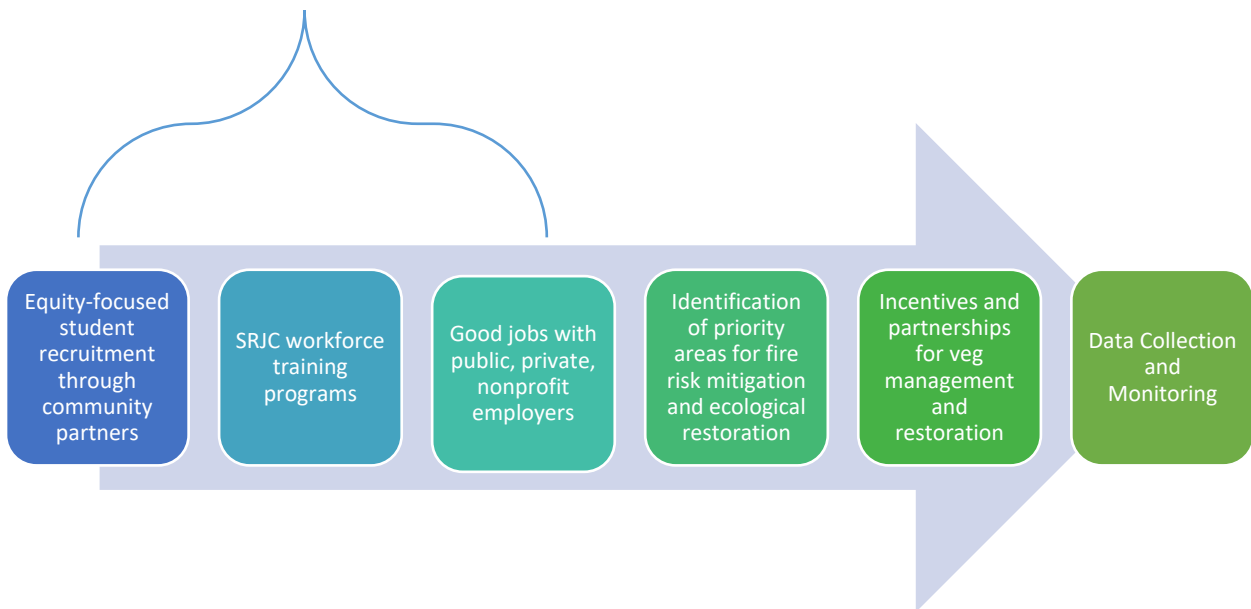 Equity-focused
student
recruitment
through
community
partners
SRJC workforce
training
programs
Good jobs with
public, private,
nonprofit
employers
Identification
of priority
areas for fire
risk mitigation
and ecological
restoration
Incentives and
partnerships
for veg
management
and
restoration
Data Collection
and
Monitoring